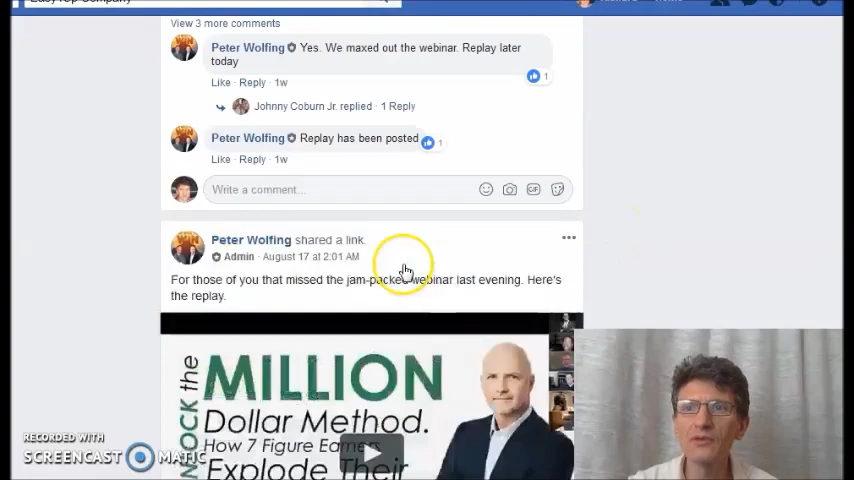 View 3 more comments
Peter Wolfing Yes. We maxed out the webinar. Replay later
today
Like · Reply · 1w
1
Johnny Coburn Jr. replied · 1 Reply
Peter Wolfing Replay has been posted
1
Like · Reply · 1w
Write a comment...
GIF
Peter Wolfing shared a link.
Admin · August 17 at 2:01 AM
For those of you that missed the jam-packed webinar last evening. Here's
the replay.
the
MILLION
Dollar Method.
How 7 Figure Earners
Explode Their
RECORDED WITH
SCREENCAST MATIC